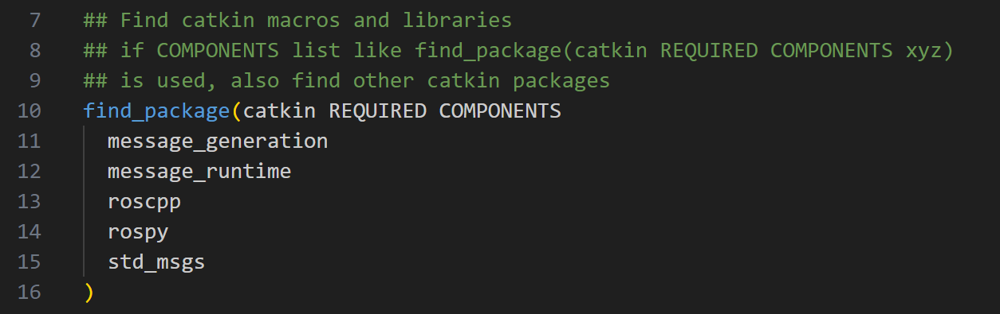 7 ## Find catkin macros and libraries
8 ## if COMPONENTS list like find_package(catkin REQUIRED COMPONENTS xyz)
9 ## is used, also find other catkin packages
10 find_package(catkin REQUIRED COMPONENTS
11 message_generation
12 message_runtime
13 roscpp
14 rospy
15 std_msgs
16 )